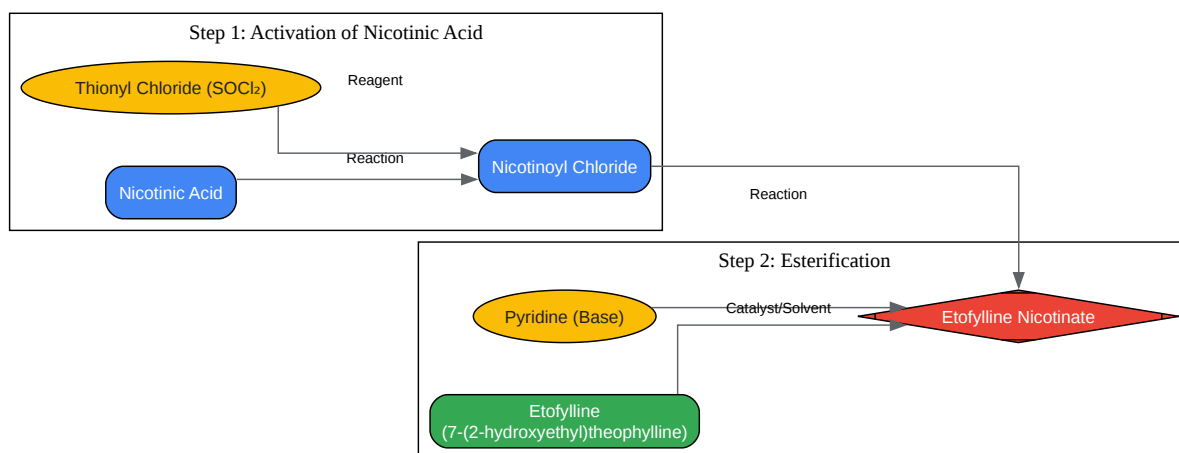 Step 1: Activation of Nicotinic Acid
Thionyl Chloride (SOCl₂)
Reagent
Reaction
Nicotinic Acid
Nicotinoyl Chloride
Reaction
Step 2: Esterification
Pyridine (Base)
Catalyst/Solvent
Etofylline Nicotinate
Etofylline
(7-(2-hydroxyethyl)theophylline)